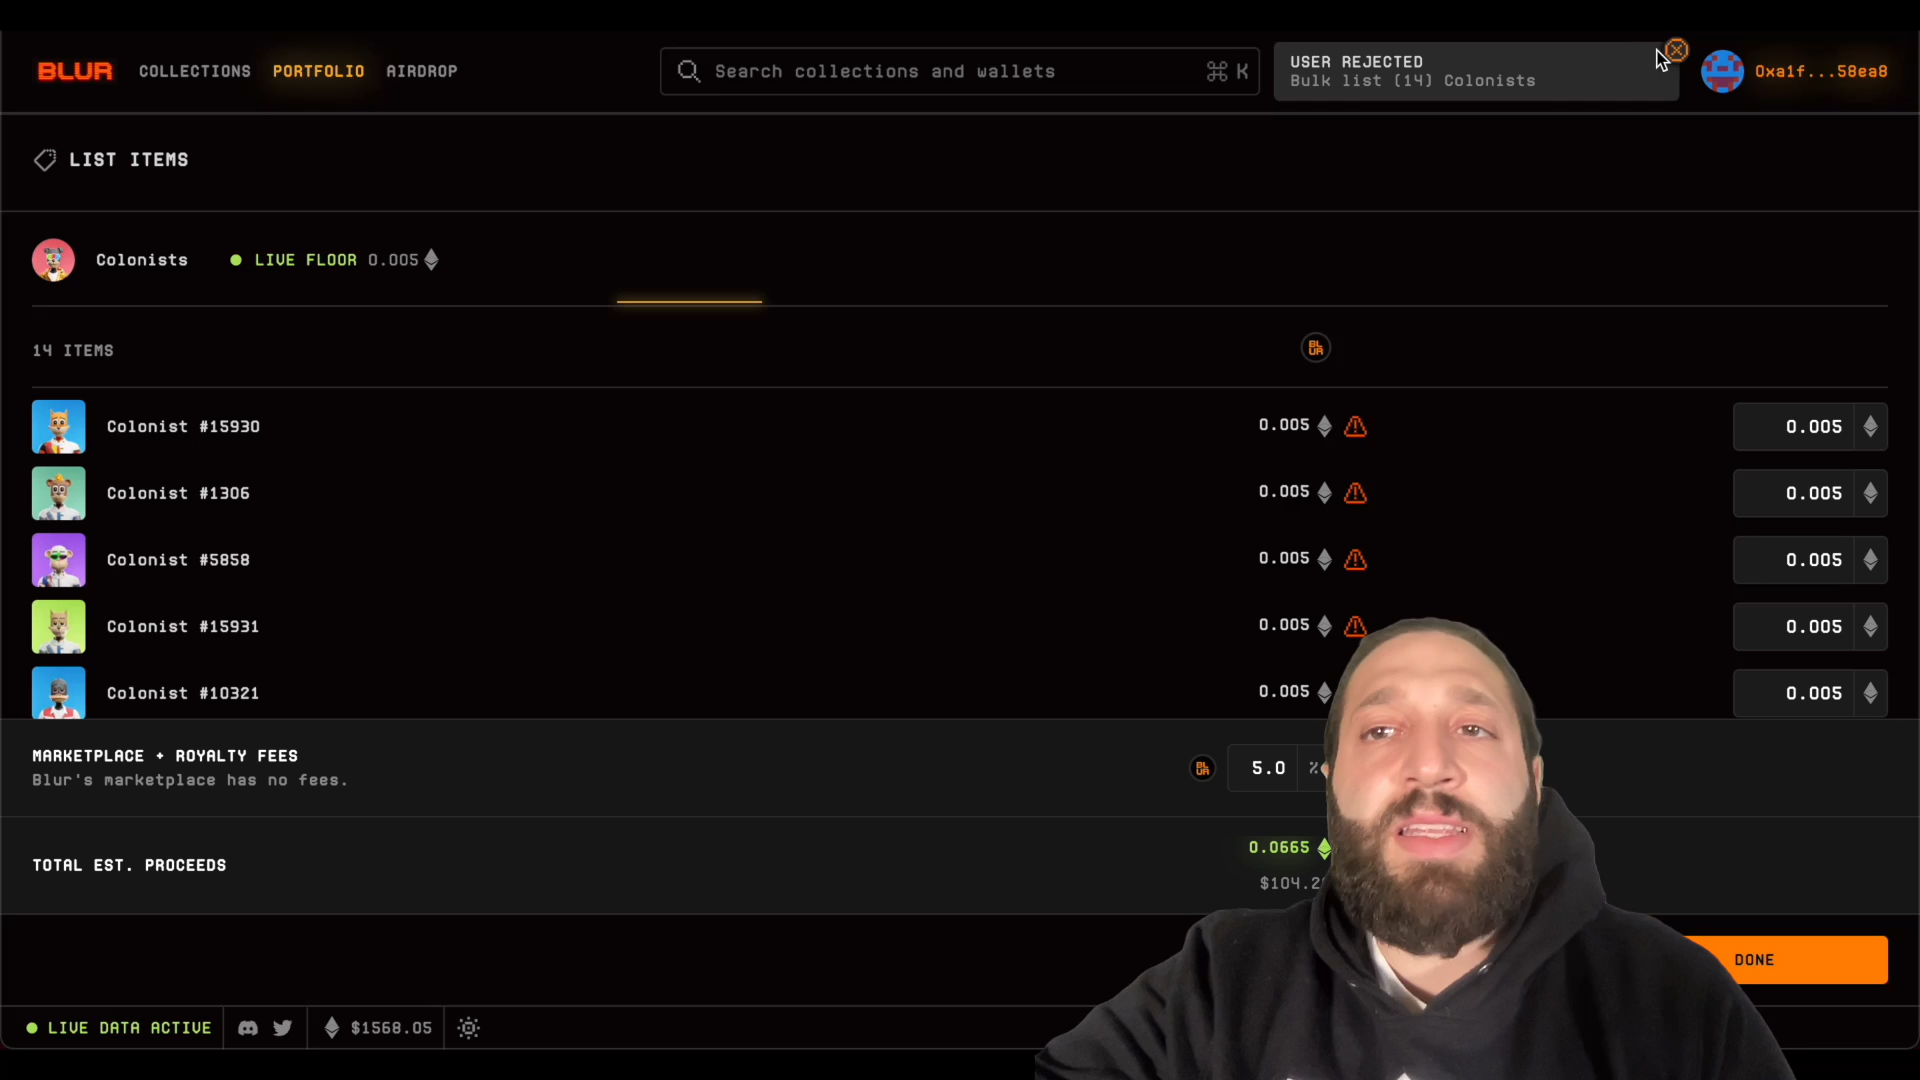 BLUR COLLECTIONS PORTFOLIO AIRDROP
Search collections and wallets ⌘ K
USER REJECTED
Bulk list (14) Colonists
0xa1f...58ea8
LIST ITEMS
Colonists LIVE FLOOR 0.005
14 ITEMS
BLUR
Colonist #15930 0.005 0.005
Colonist #1306 0.005 0.005
Colonist #5858 0.005 0.005
Colonist #15931 0.005 0.005
Colonist #10321 0.005 0.005
MARKETPLACE + ROYALTY FEES
Blur's marketplace has no fees.
BLUR 5.0 %
TOTAL EST. PROCEEDS
0.0665
DONE
LIVE DATA ACTIVE $1568.05